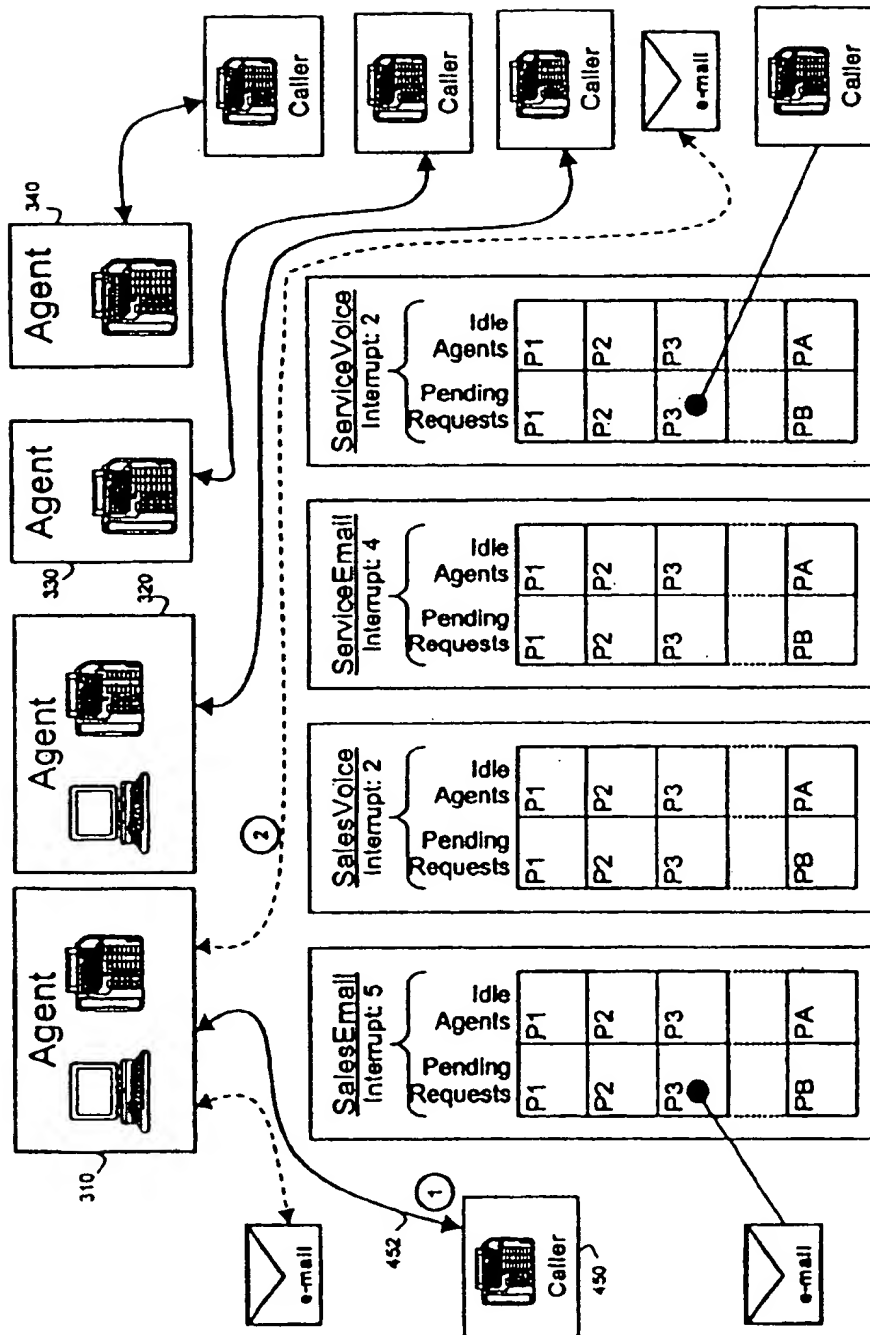 310
Agent
320
Agent
330
Agent
340
Agent
e-mail
452
1
2
Caller
450
Caller
Caller
Caller
e-mail
SalesEmail
Interrupt: 5
Pending Requests
Idle Agents
P1
P1
P2
P2
P3
P3
PB
PA
SalesVoice
Interrupt: 2
Pending Requests
Idle Agents
P1
P1
P2
P2
P3
P3
PB
PA
ServiceEmail
Interrupt: 4
Pending Requests
Idle Agents
P1
P1
P2
P2
P3
P3
PB
PA
ServiceVoice
Interrupt: 2
Pending Requests
Idle Agents
P1
P1
P2
P2
P3
P3
PB
PA
e-mail
Caller